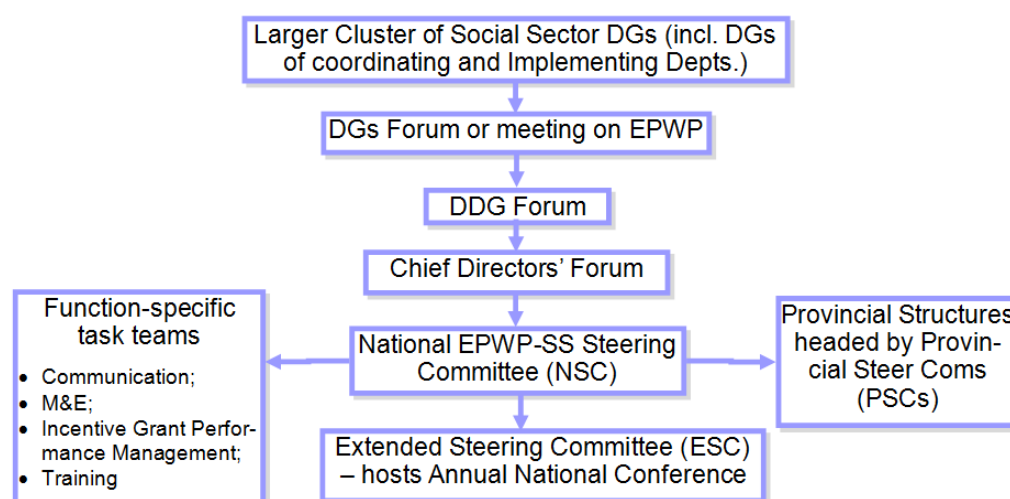 Larger Cluster of Social Sector DGs (incl. DGs
of coordinating and Implementing Depts.)
DGs Forum or meeting on EPWP
DDG Forum
Chief Directors’ Forum
Function-specific
task teams
• Communication;
• M&E;
• Incentive Grant Perfor-
mance Management;
• Training
National EPWP-SS Steering
Committee (NSC)
Provincial Structures
headed by Provin-
cial Steer Coms
(PSCs)
Extended Steering Committee (ESC)
– hosts Annual National Conference